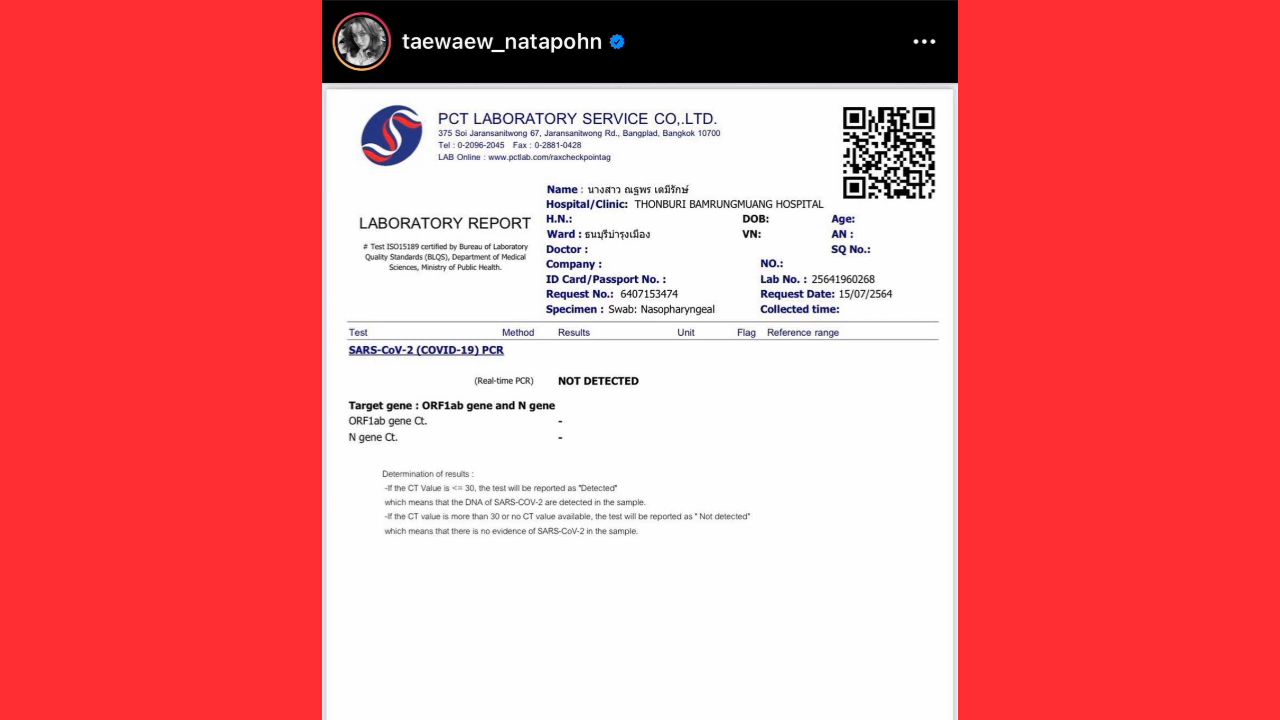 taewaew_natapohn
PCT LABORATORY SERVICE CO,.LTD.
375 Soi Jaransanitwong 67, Jaransanitwong Rd., Bangplad, Bangkok 10700
Tel : 0-2096-2045 Fax : 0-2881-0428
LAB Online : www.pctlab.com/raxcheckpointag
LABORATORY REPORT
# Test ISO15189 certified by Bureau of Laboratory
Quality Standards (BLQS), Department of Medical
Sciences, Ministry of Public Health.
Name : นางสาว ณฐพร เตมีรักษ์
Hospital/Clinic: THONBURI BAMRUNGMUANG HOSPITAL
H.N.: DOB: Age:
Ward : ธนบุรีบำรุงเมือง VN: AN :
Doctor : SQ No.:
Company : NO.:
ID Card/Passport No. : Lab No. : 25641960268
Request No.: 6407153474 Request Date: 15/07/2564
Specimen : Swab: Nasopharyngeal Collected time:
Test Method Results Unit Flag Reference range
SARS-CoV-2 (COVID-19) PCR
(Real-time PCR) NOT DETECTED
Target gene : ORF1ab gene and N gene
ORF1ab gene Ct. -
N gene Ct. -
Determination of results :
-If the CT Value is <= 30, the test will be reported as "Detected"
which means that the DNA of SARS-COV-2 are detected in the sample.
-If the CT value is more than 30 or no CT value available, the test will be reported as " Not detected"
which means that there is no evidence of SARS-CoV-2 in the sample.